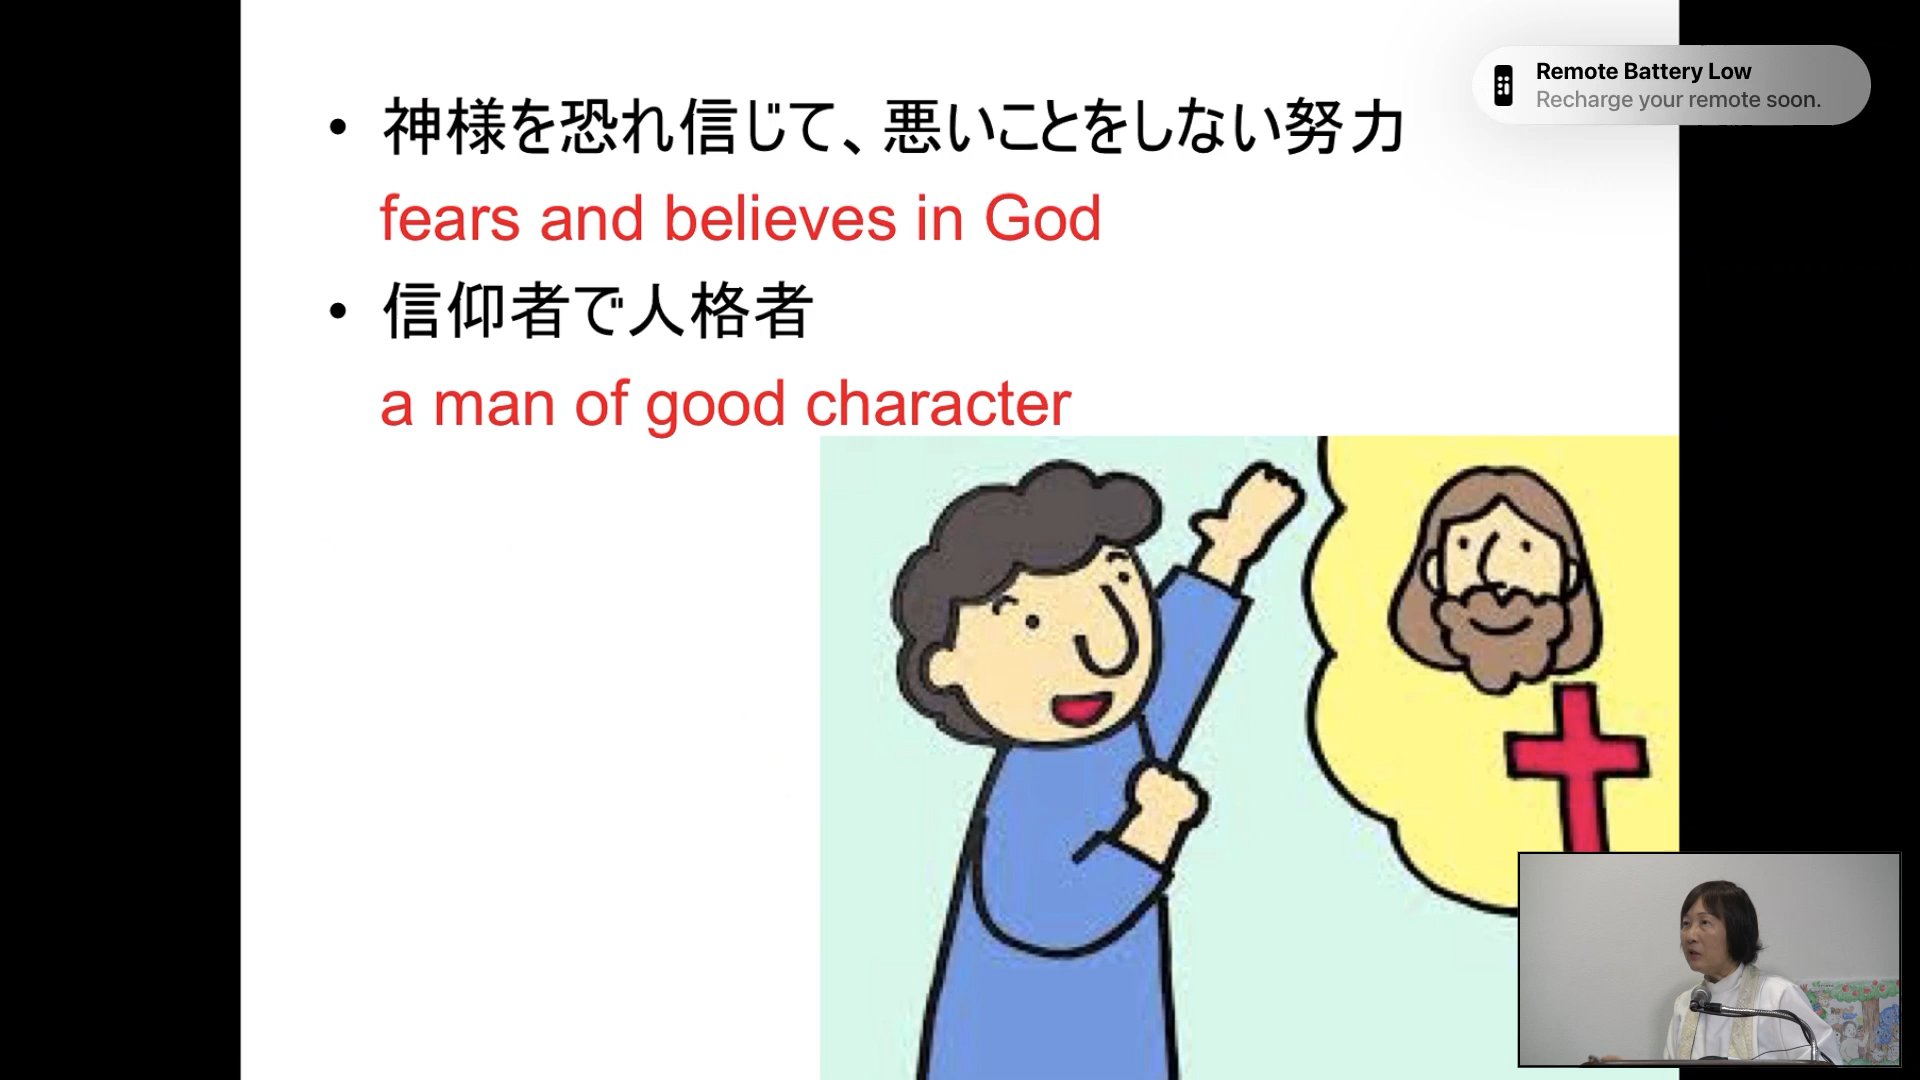 • 神様を恐れ信じて、悪いことをしない努力
fears and believes in God
• 信仰者で人格者
a man of good character
Remote Battery Low
Recharge your remote soon.